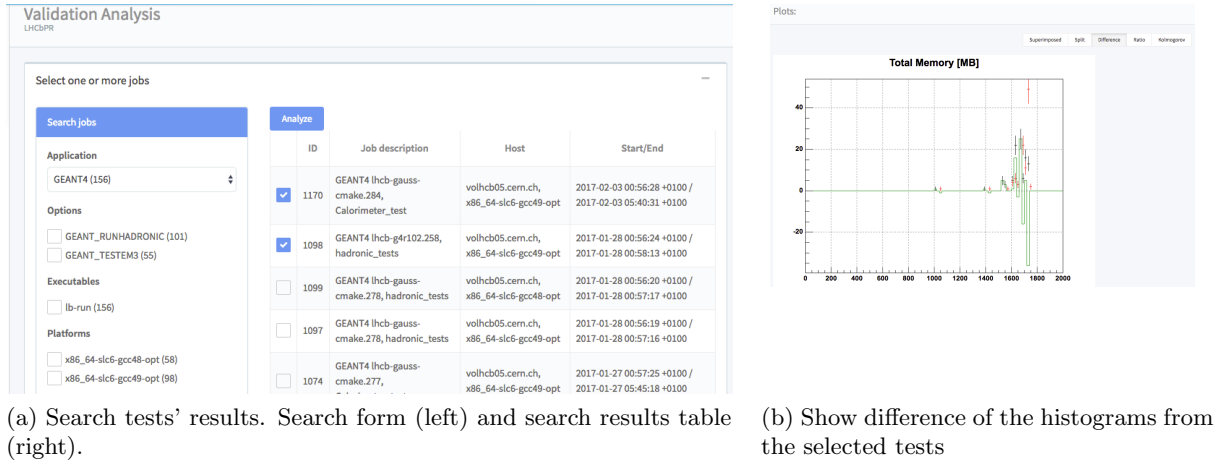 Validation Analysis
LHCbPR
Select one or more jobs
Search jobs
Application
GEANT4 (156)
Options
GEANT_RUNHADRONIC (101)
GEANT_TESTEM3 (55)
Executables
lb-run (156)
Platforms
x86_64-slc6-gcc48-opt (58)
x86_64-slc6-gcc49-opt (98)
Analyze
ID Job description Host Start/End
1170 GEANT4 lhcb-gauss-cmake.284, Calorimeter_test volhcb05.cern.ch, x86_64-slc6-gcc49-opt 2017-02-03 00:56:28 +0100 / 2017-02-03 05:40:31 +0100
1098 GEANT4 lhcb-g4r102.258, hadronic_tests volhcb05.cern.ch, x86_64-slc6-gcc49-opt 2017-01-28 00:56:24 +0100 / 2017-01-28 00:58:13 +0100
1099 GEANT4 lhcb-gauss-cmake.278, hadronic_tests volhcb05.cern.ch, x86_64-slc6-gcc48-opt 2017-01-28 00:56:20 +0100 / 2017-01-28 00:57:17 +0100
1097 GEANT4 lhcb-gauss-cmake.278, hadronic_tests volhcb05.cern.ch, x86_64-slc6-gcc49-opt 2017-01-28 00:56:19 +0100 / 2017-01-28 00:57:16 +0100
1074 GEANT4 lhcb-gauss-cmake.277, volhcb05.cern.ch, x86_64-slc6-gcc49-opt 2017-01-27 00:57:25 +0100 / 2017-01-27 05:45:18 +0100
(a) Search tests' results. Search form (left) and search results table
(right).
Plots:
Superimposed Split Difference Ratio Kolmogorov
Total Memory [MB]
40
20
0
-20
0 200 400 600 800 1000 1200 1400 1600 1800 2000
(b) Show difference of the histograms from
the selected tests